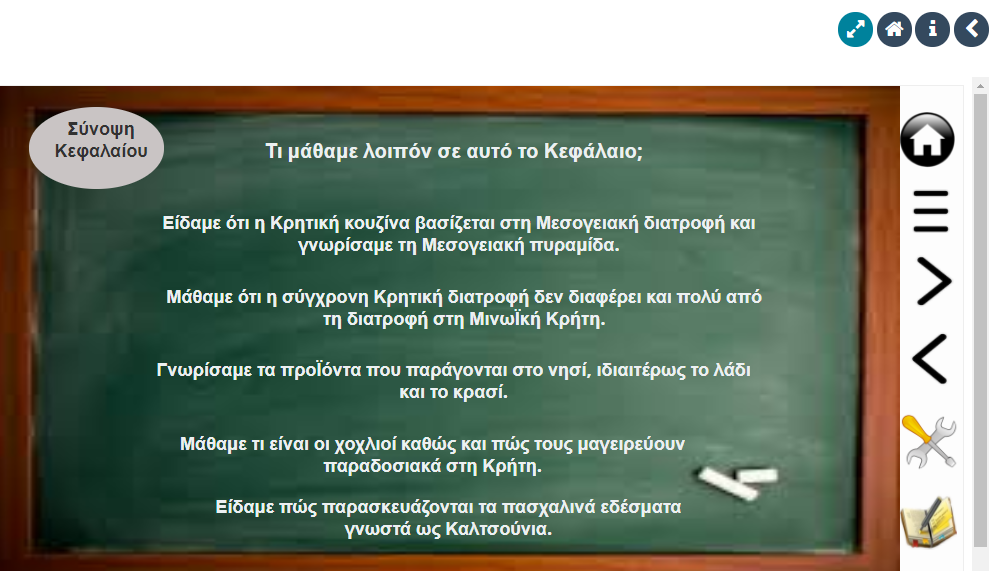 Σύνοψη
Κεφαλαίου
Τι μάθαμε λοιπόν σε αυτό το Κεφάλαιο;
Είδαμε ότι η Κρητική κουζίνα βασίζεται στη Μεσογειακή διατροφή και
γνωρίσαμε τη Μεσογειακή πυραμίδα.
Μάθαμε ότι η σύγχρονη Κρητική διατροφή δεν διαφέρει και πολύ από
τη διατροφή στη ΜινωΪκή Κρήτη.
Γνωρίσαμε τα προΪόντα που παράγονται στο νησί, ιδιαιτέρως το λάδι
και το κρασί.
Μάθαμε τι είναι οι χοχλιοί καθώς και πώς τους μαγειρεύουν
παραδοσιακά στη Κρήτη.
Είδαμε πώς παρασκευάζονται τα πασχαλινά εδέσματα
γνωστά ως Καλτσούνια.